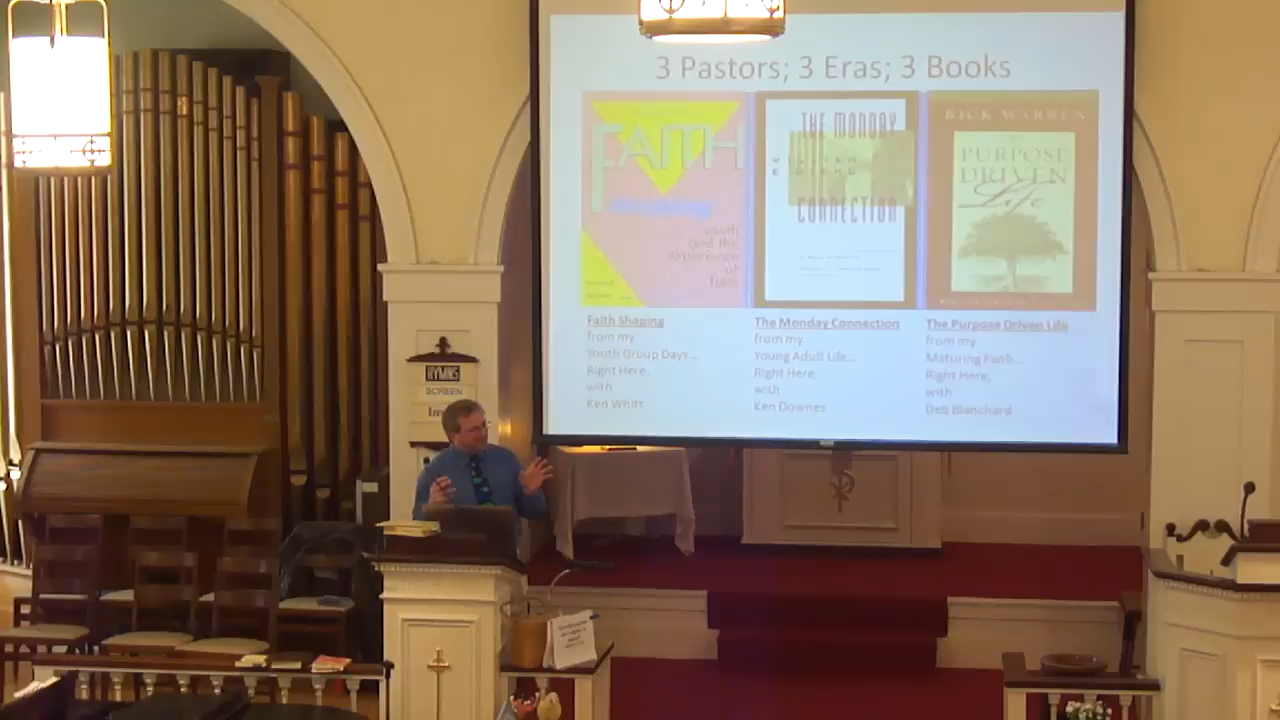 3 Pastors; 3 Eras; 3 Books
FAITH
youth
and the
experience
of
faith
THE MONDAY
WILLIAM
CONNECTION
RICK WARREN
PURPOSE
DRIVEN
Life
Faith Shaping
from my
Youth Group Days...
Right Here,
with
Ken Whitt
The Monday Connection
from my
Young Adult Life...
Right Here,
with
Ken Downes
The Purpose Driven Life
from my
Maturing Faith...
Right Here,
with
Deb Blanchard
HYMNS
SCREEN